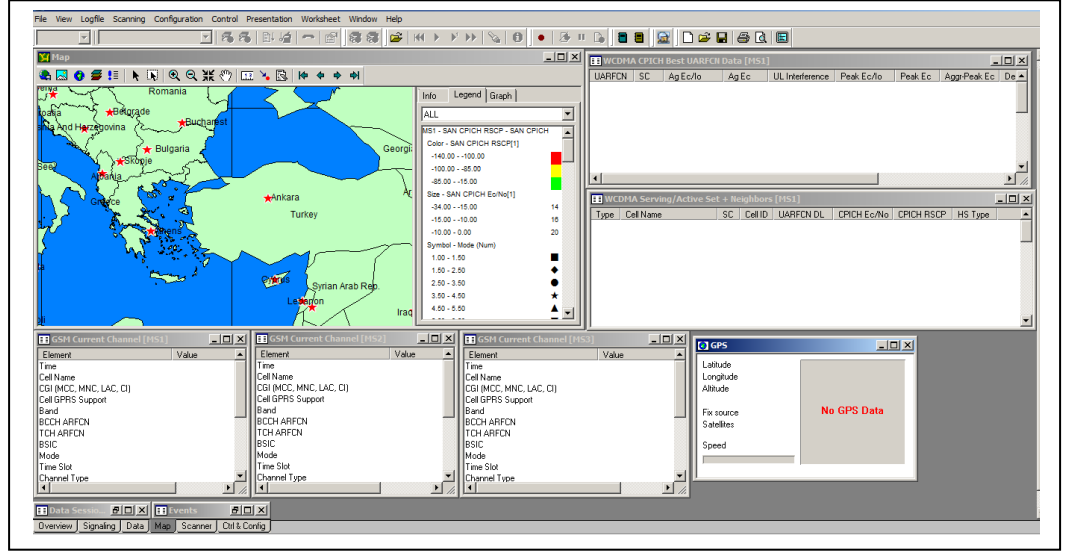 File View Logfile Scanning Configuration Control Presentation Worksheet Window Help
Map
Romania
Belgrade
Bucharest
Bulgaria
Skopje
Albania
Greece
Athens
Ankara
Turkey
Georgi
Ar
Cyprus
Syrian Arab Rep.
Lebanon
Iraq
Info Legend Graph
ALL
MS1 - SAN CPICH RSCP - SAN CPICH
Color - SAN CPICH RSCP[1]
-140.00 - -100.00
-100.00 - -85.00
-85.00 - -15.00
Size - SAN CPICH Ec/No[1]
-34.00 - -15.00 14
-15.00 - -10.00 16
-10.00 - 0.00 20
Symbol - Mode (Num)
1.00 - 1.50
1.50 - 2.50
2.50 - 3.50
3.50 - 4.50
4.50 - 5.50
WCDMA CPICH Best UARFCN Data [MS1]
UARFCN SC Ag Ec/Io Ag Ec UL Interference Peak Ec/Io Peak Ec Aggr-Peak Ec De
WCDMA Serving/Active Set + Neighbors [MS1]
Type Cell Name SC Cell ID UARFCN DL CPICH Ec/No CPICH RSCP HS Type
GSM Current Channel [MS1]
Element Value
Time
Cell Name
CGI (MCC, MNC, LAC, CI)
Cell GPRS Support
Band
BCCH ARFCN
TCH ARFCN
BSIC
Mode
Time Slot
Channel Type
GSM Current Channel [MS2]
Element Value
Time
Cell Name
CGI (MCC, MNC, LAC, CI)
Cell GPRS Support
Band
BCCH ARFCN
TCH ARFCN
BSIC
Mode
Time Slot
Channel Type
GSM Current Channel [MS3]
Element Value
Time
Cell Name
CGI (MCC, MNC, LAC, CI)
Cell GPRS Support
Band
BCCH ARFCN
TCH ARFCN
BSIC
Mode
Time Slot
Channel Type
GPS
Latitude
Longitude
Altitude
Fix source
Satellites
Speed
No GPS Data
Data Sessio... Events
Overview Signaling Data Map Scanner Ctrl & Config